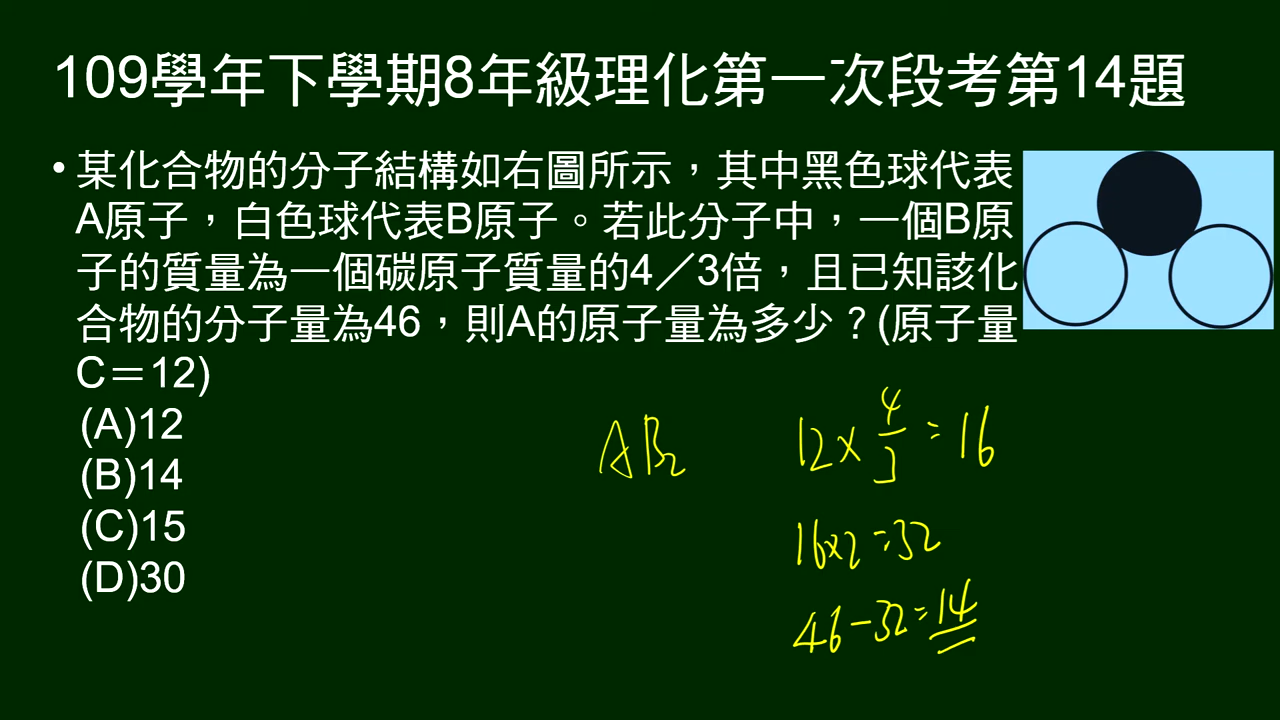 109學年下學期8年級理化第一次段考第14題
• 某化合物的分子結構如右圖所示，其中黑色球代表
A原子，白色球代表B原子。若此分子中，一個B原
子的質量為一個碳原子質量的4／3倍，且已知該化
合物的分子量為46，則A的原子量為多少？(原子量
C＝12)
(A)12
(B)14
(C)15
(D)30
AB₂
12×4/3=16
16×2=32
46-32=14